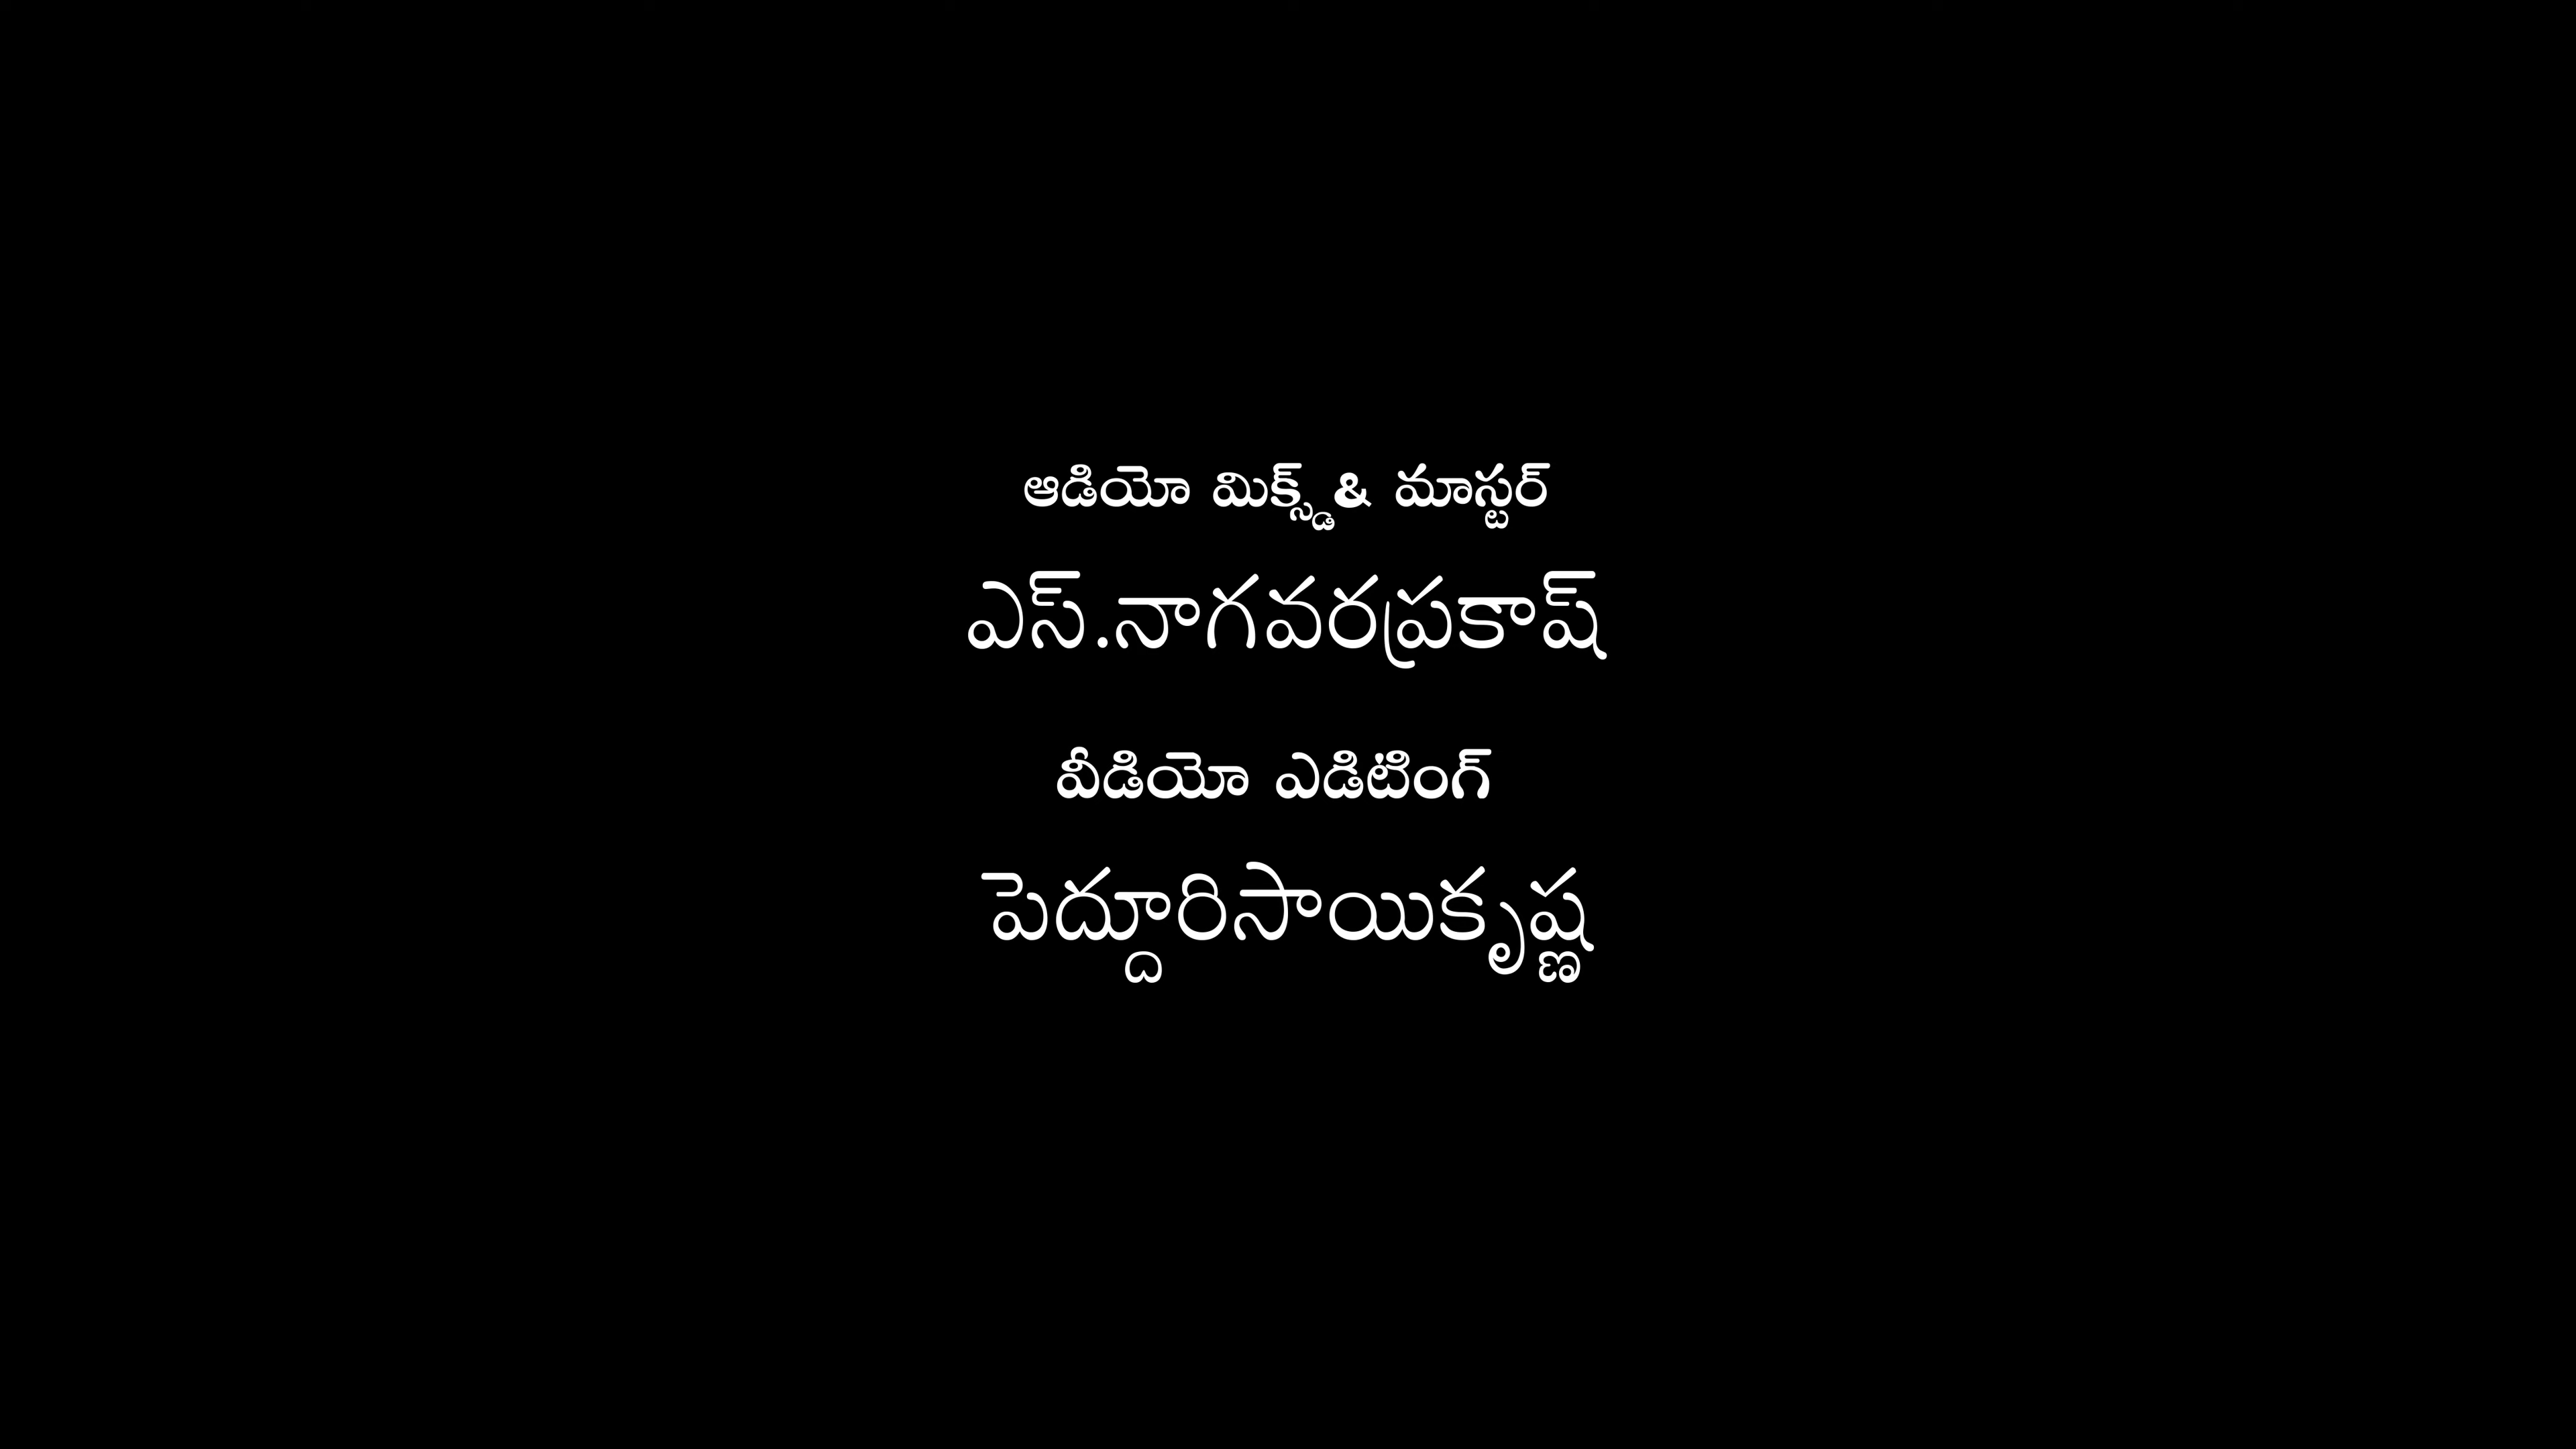 ఆడియో మిక్స్డ్& మాస్టర్
ఎస్.నాగవరప్రకాష్
వీడియో ఎడిటింగ్
పెద్దూరిసాయికృష్ణ